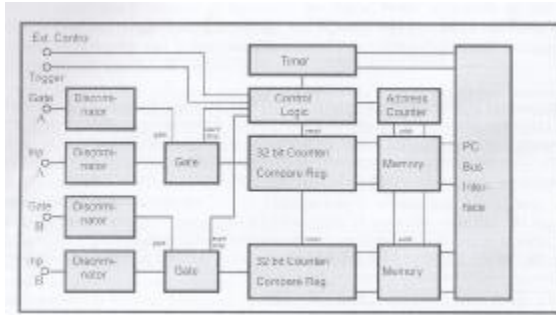 Ext. Control
Trigger
Gate
A
Discrimi-
nator
Inp
A
Discrimi-
nator
Gate
B
Discrimi-
nator
Inp
B
Discrimi-
nator
Gate
Gate
Timer
Control
Logic
Address
Counter
32 bit Counter
Compare Reg.
Memory
32 bit Counter
Compare Reg.
Memory
PC
Bus
Inter-
face